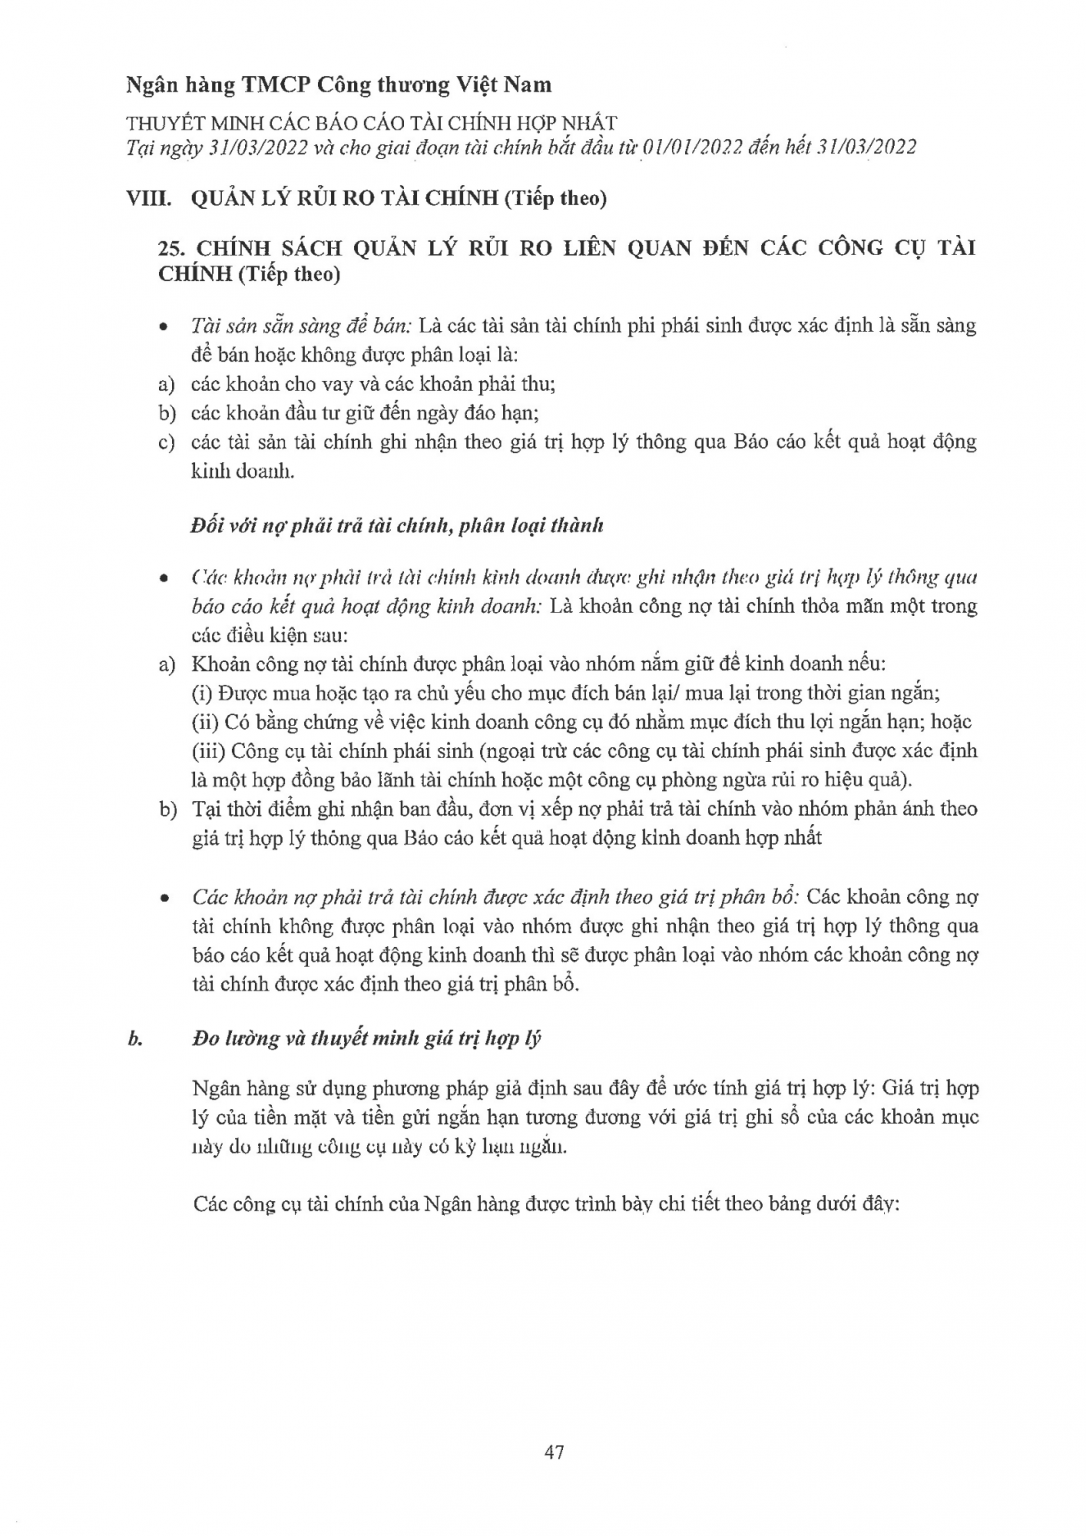 Ngân hàng TMCP Công thương Việt Nam
THUYẾT MINH CÁC BÁO CÁO TÀI CHÍNH HỢP NHẤT
Tại ngày 31/03/2022 và cho giai đoạn tài chính bắt đầu từ 01/01/2022 đến hết 31/03/2022
VIII. QUẢN LÝ RỦI RO TÀI CHÍNH (Tiếp theo)
25. CHÍNH SÁCH QUẢN LÝ RỦI RO LIÊN QUAN ĐẾN CÁC CÔNG CỤ TÀI
CHÍNH (Tiếp theo)
• Tài sản sẵn sàng để bán: Là các tài sản tài chính phi phái sinh được xác định là sẵn sàng
để bán hoặc không được phân loại là:
a) các khoản cho vay và các khoản phải thu;
b) các khoản đầu tư giữ đến ngày đáo hạn;
c) các tài sản tài chính ghi nhận theo giá trị hợp lý thông qua Báo cáo kết quả hoạt động
kinh doanh.
Đối với nợ phải trả tài chính, phân loại thành
• Các khoản nợ phải trả tài chính kinh doanh được ghi nhận theo giá trị hợp lý thông qua
báo cáo kết quả hoạt động kinh doanh: Là khoản công nợ tài chính thỏa mãn một trong
các điều kiện sau:
a) Khoản công nợ tài chính được phân loại vào nhóm nắm giữ để kinh doanh nếu:
(i) Được mua hoặc tạo ra chủ yếu cho mục đích bán lại/ mua lại trong thời gian ngắn;
(ii) Có bằng chứng về việc kinh doanh công cụ đó nhằm mục đích thu lợi ngắn hạn; hoặc
(iii) Công cụ tài chính phái sinh (ngoại trừ các công cụ tài chính phái sinh được xác định
là một hợp đồng bảo lãnh tài chính hoặc một công cụ phòng ngừa rủi ro hiệu quả).
b) Tại thời điểm ghi nhận ban đầu, đơn vị xếp nợ phải trả tài chính vào nhóm phản ánh theo
giá trị hợp lý thông qua Báo cáo kết quả hoạt động kinh doanh hợp nhất
• Các khoản nợ phải trả tài chính được xác định theo giá trị phân bổ: Các khoản công nợ
tài chính không được phân loại vào nhóm được ghi nhận theo giá trị hợp lý thông qua
báo cáo kết quả hoạt động kinh doanh thì sẽ được phân loại vào nhóm các khoản công nợ
tài chính được xác định theo giá trị phân bổ.
b. Đo lường và thuyết minh giá trị hợp lý
Ngân hàng sử dụng phương pháp giả định sau đây để ước tính giá trị hợp lý: Giá trị hợp
lý của tiền mặt và tiền gửi ngắn hạn tương đương với giá trị ghi sổ của các khoản mục
này do những công cụ này có kỳ hạn ngắn.
Các công cụ tài chính của Ngân hàng được trình bày chi tiết theo bảng dưới đây:
47